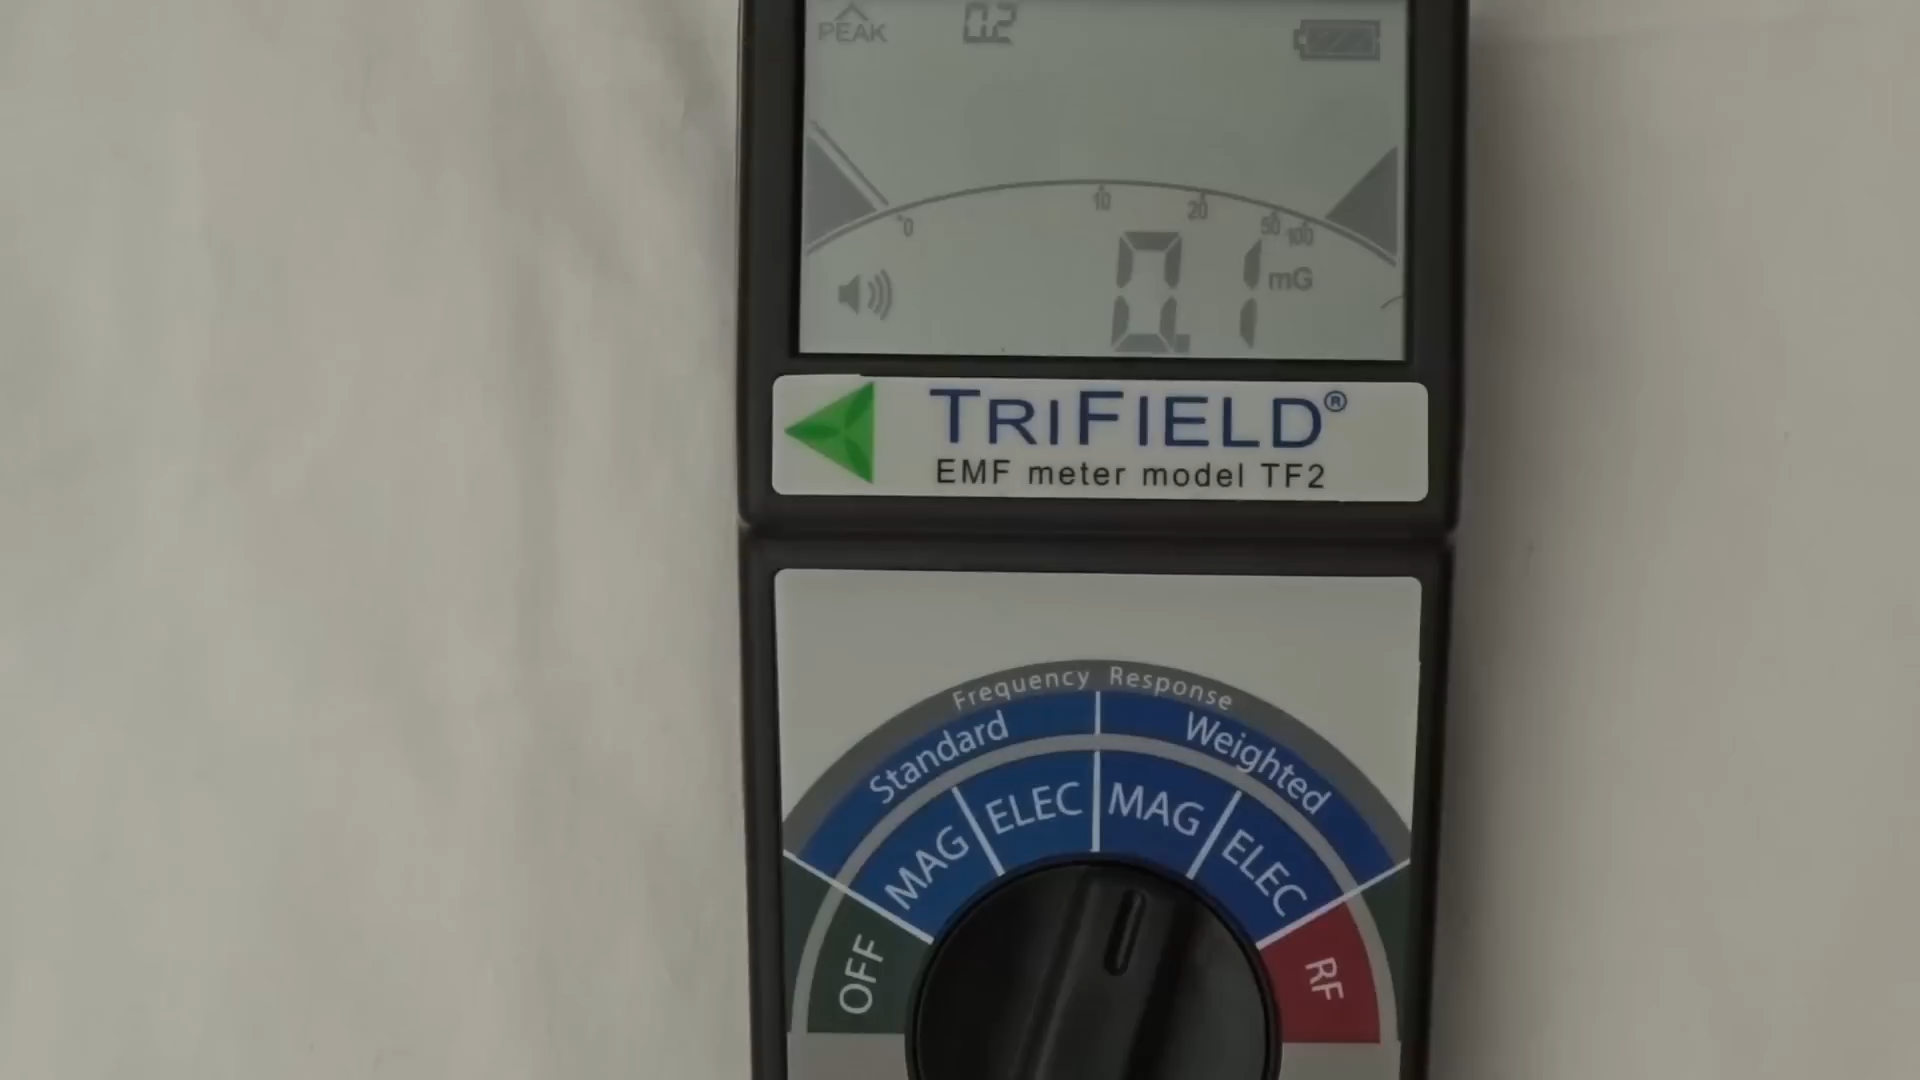 PEAK 0.2
0 10 20 50 100
0.1 mG
TRIFIELD®
EMF meter model TF2
Frequency Response
Standard Weighted
MAG ELEC MAG ELEC
OFF RF